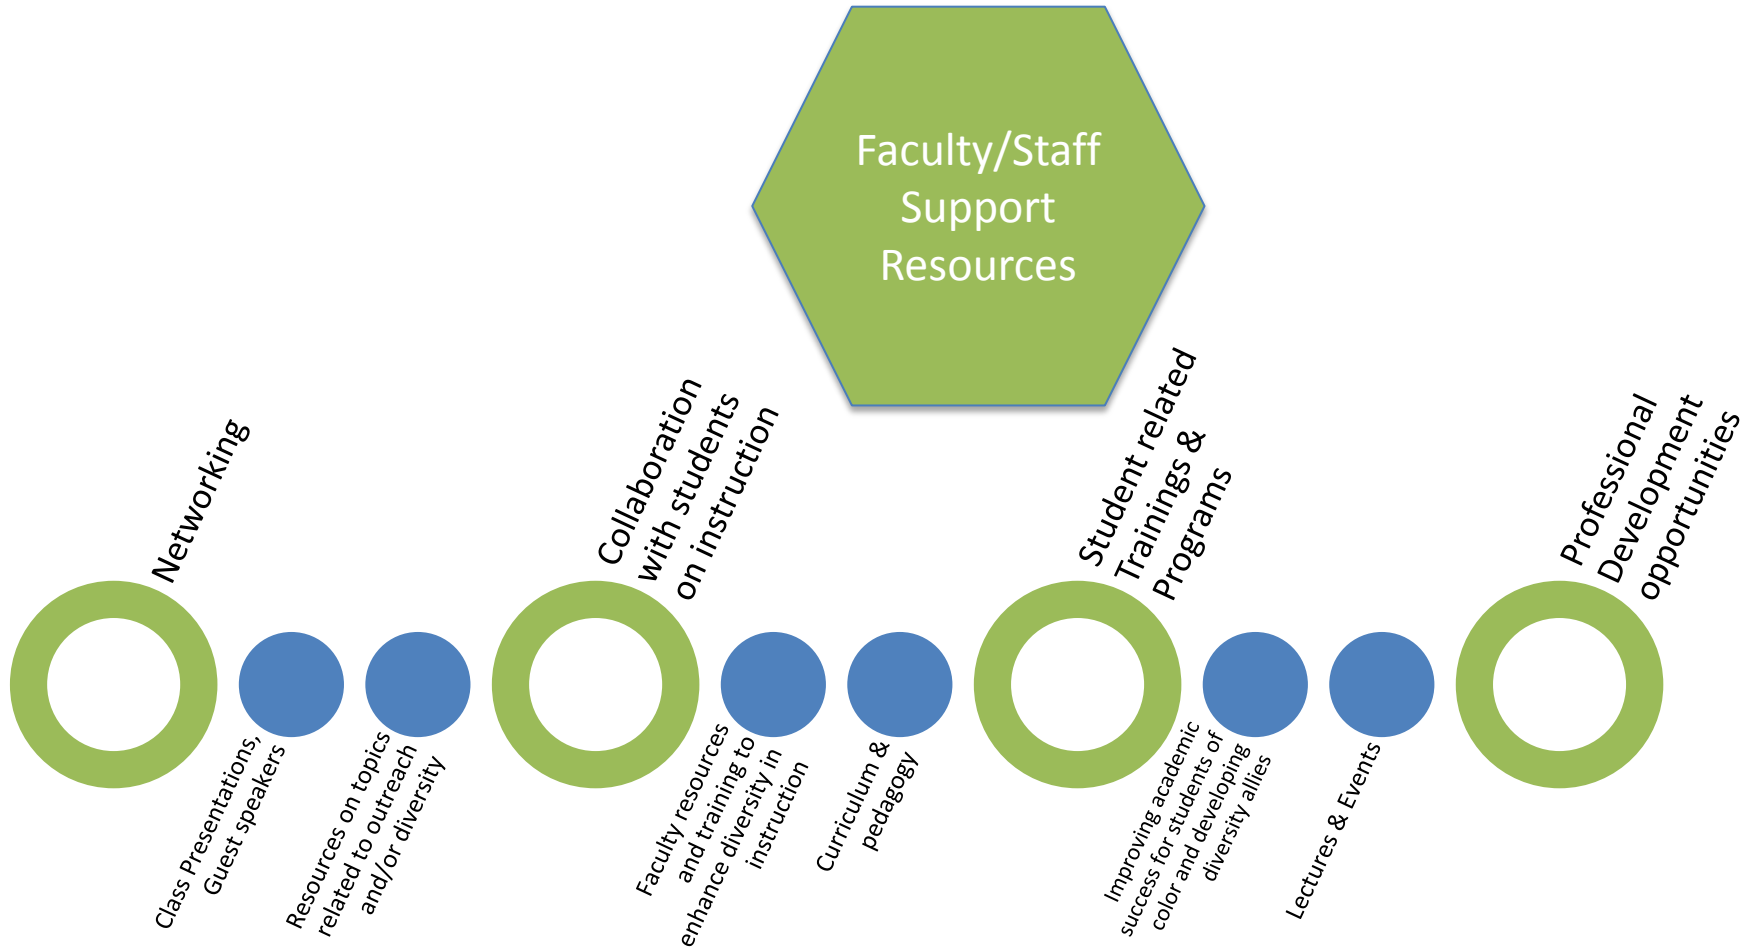 Faculty/Staff
Support
Resources
Networking
Class Presentations,
Guest speakers
Resources on topics
related to outreach
and/or diversity
Collaboration
with students
on instruction
Faculty resources
and training to
enhance diversity in
instruction
Curriculum &
pedagogy
Student related
Trainings &
Programs
Improving academic
success for students of
color and developing
diversity allies
Lectures & Events
Professional
Development
opportunities